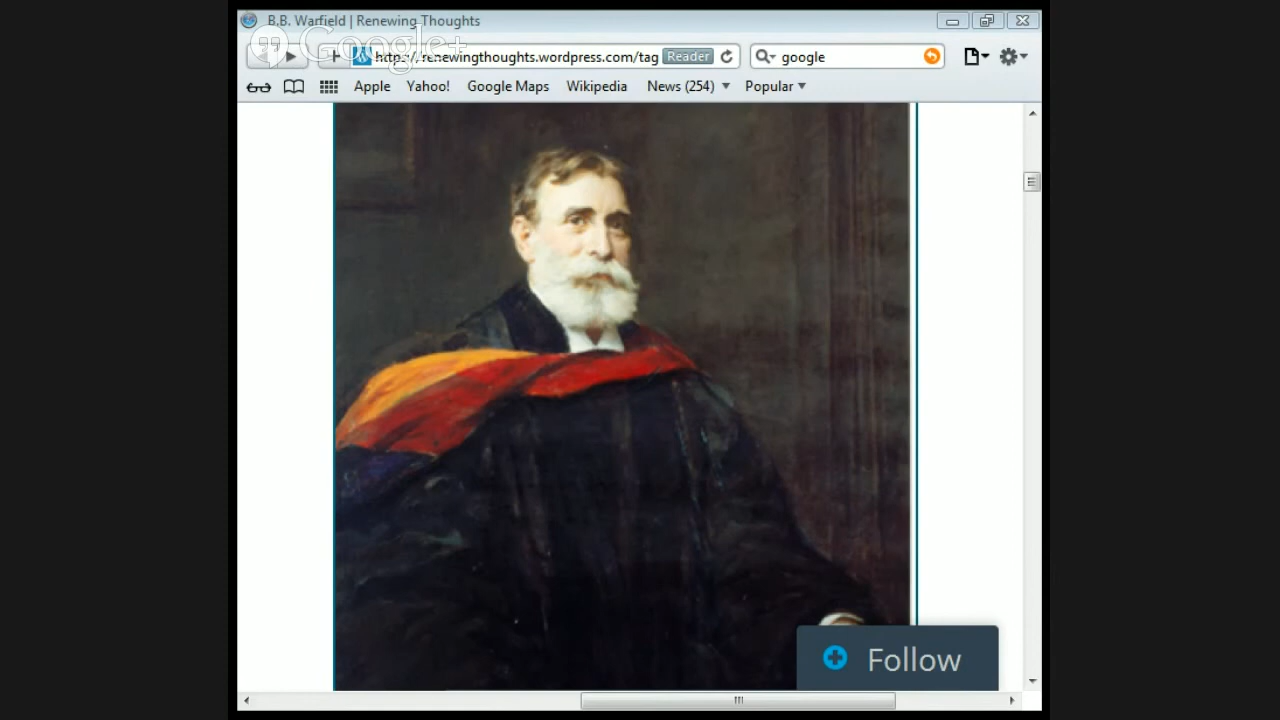 B.B. Warfield | Renewing Thoughts
Google+
http://renewingthoughts.wordpress.com/tag Reader google
Apple Yahoo! Google Maps Wikipedia News (254) Popular
Follow